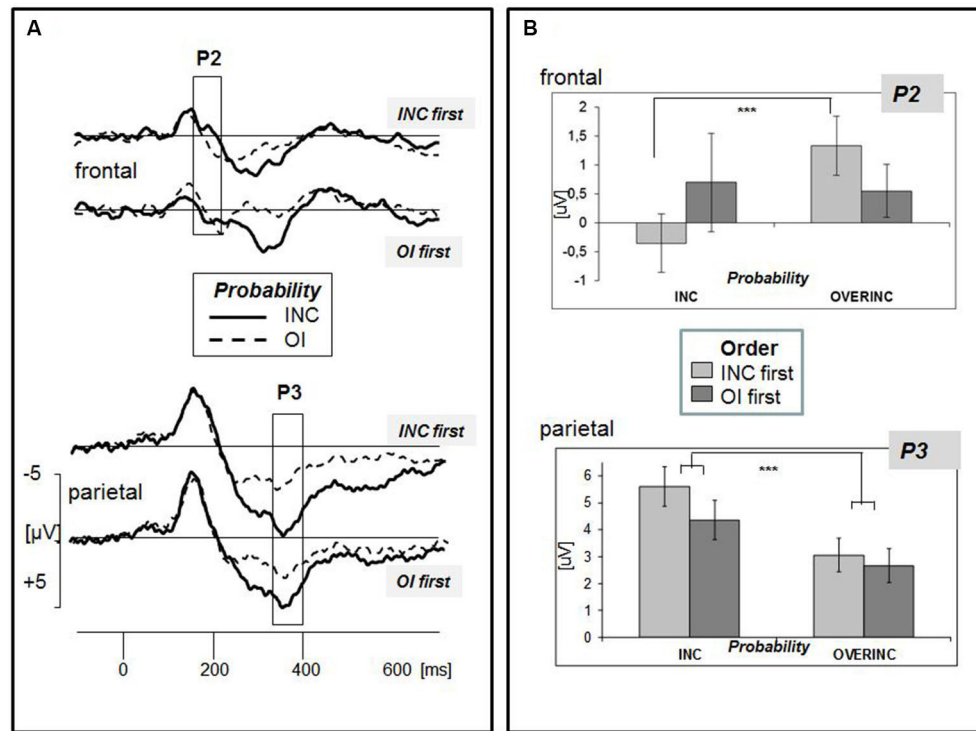 A
P2
INC first
frontal
OI first
Probability
INC
OI
P3
INC first
-5
parietal
[µV]
+5
OI first
0 200 400 600 [ms]
B
frontal
P2
***
2
1,5
1
0,5
0
-0,5
-1
[uV]
Probability
INC OVERINC
Order
INC first
OI first
parietal
P3
***
6
5
4
3
2
1
0
[uV]
Probability
INC OVERINC